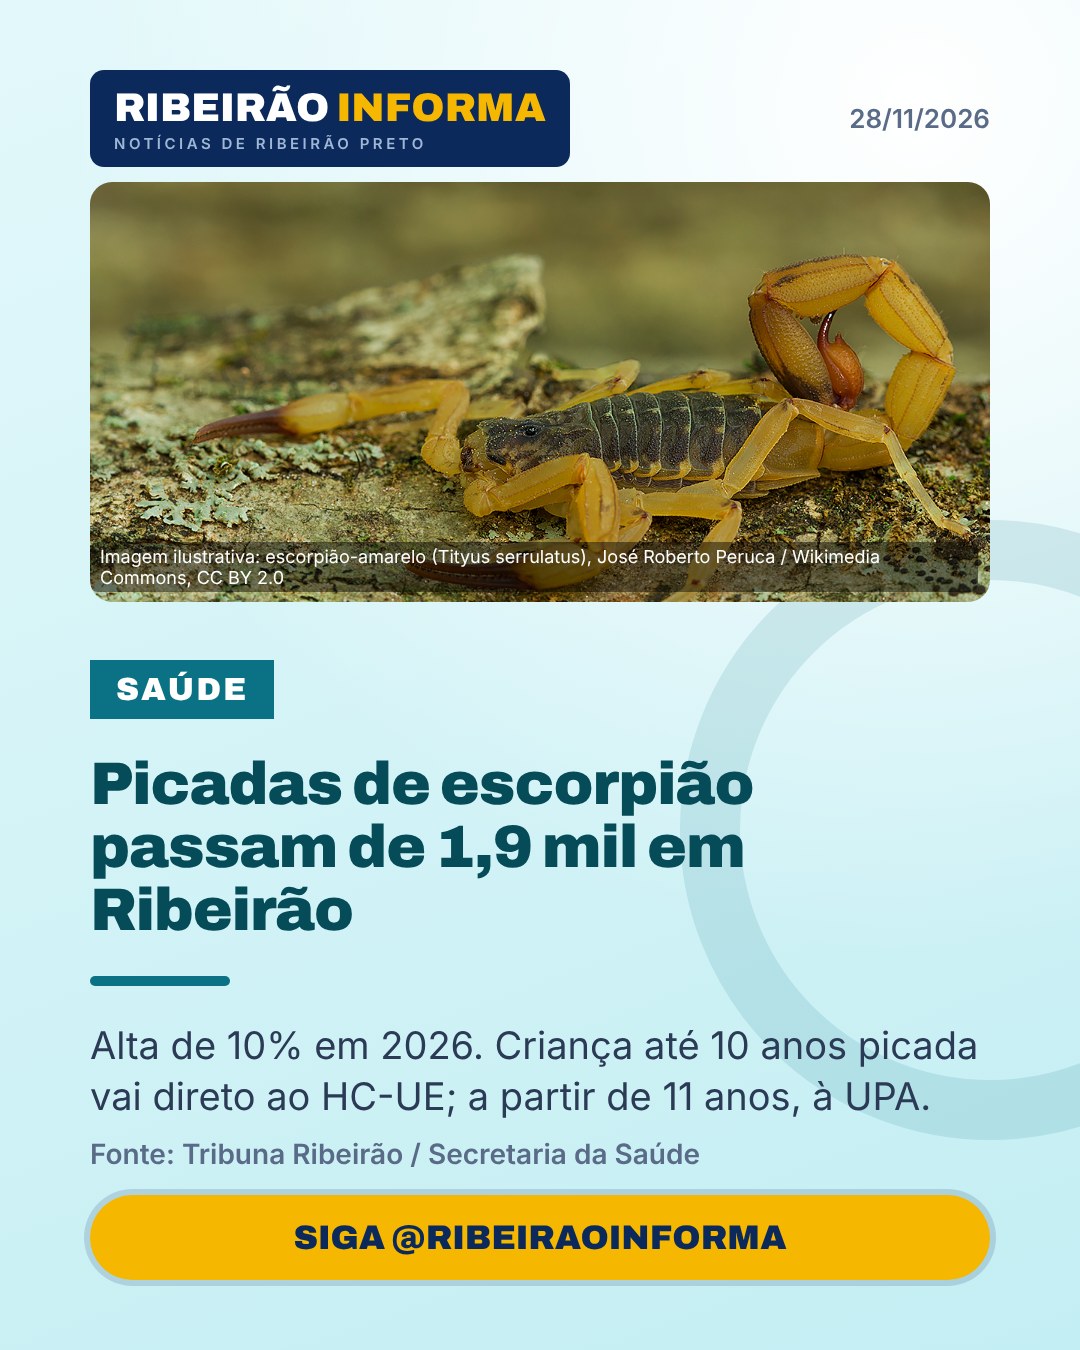 RIBEIRÃO INFORMA
NOTÍCIAS DE RIBEIRÃO PRETO
28/11/2026
Imagem ilustrativa: escorpião-amarelo (Tityus serrulatus), José Roberto Peruca / Wikimedia
Commons, CC BY 2.0
SAÚDE
Picadas de escorpião
passam de 1,9 mil em
Ribeirão
Alta de 10% em 2026. Criança até 10 anos picada
vai direto ao HC-UE; a partir de 11 anos, à UPA.
Fonte: Tribuna Ribeirão / Secretaria da Saúde
SIGA @RIBEIRAOINFORMA